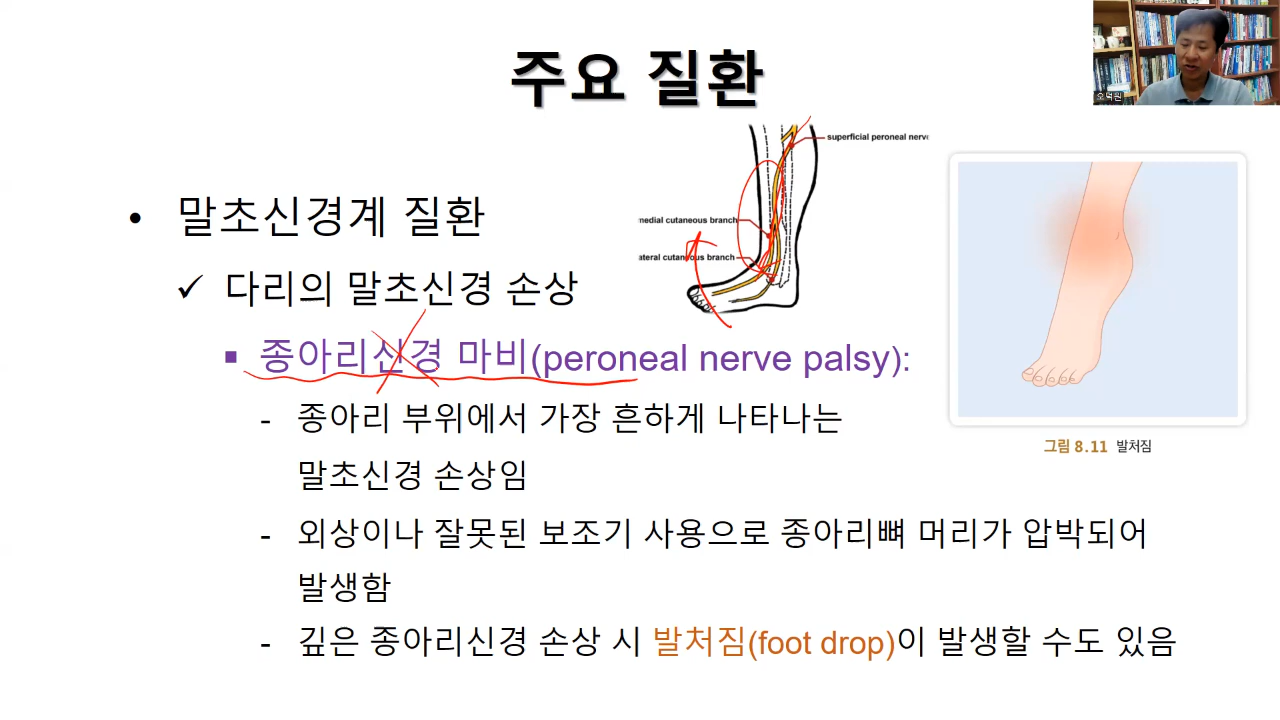 주요 질환
오덕원
superficial peroneal nerve
medial cutaneous branch
lateral cutaneous branch
• 말초신경계 질환
✓ 다리의 말초신경 손상
▪ 종아리신경 마비(peroneal nerve palsy):
- 종아리 부위에서 가장 흔하게 나타나는
말초신경 손상임
- 외상이나 잘못된 보조기 사용으로 종아리뼈 머리가 압박되어
발생함
- 깊은 종아리신경 손상 시 발처짐(foot drop)이 발생할 수도 있음
그림 8.11 발처짐